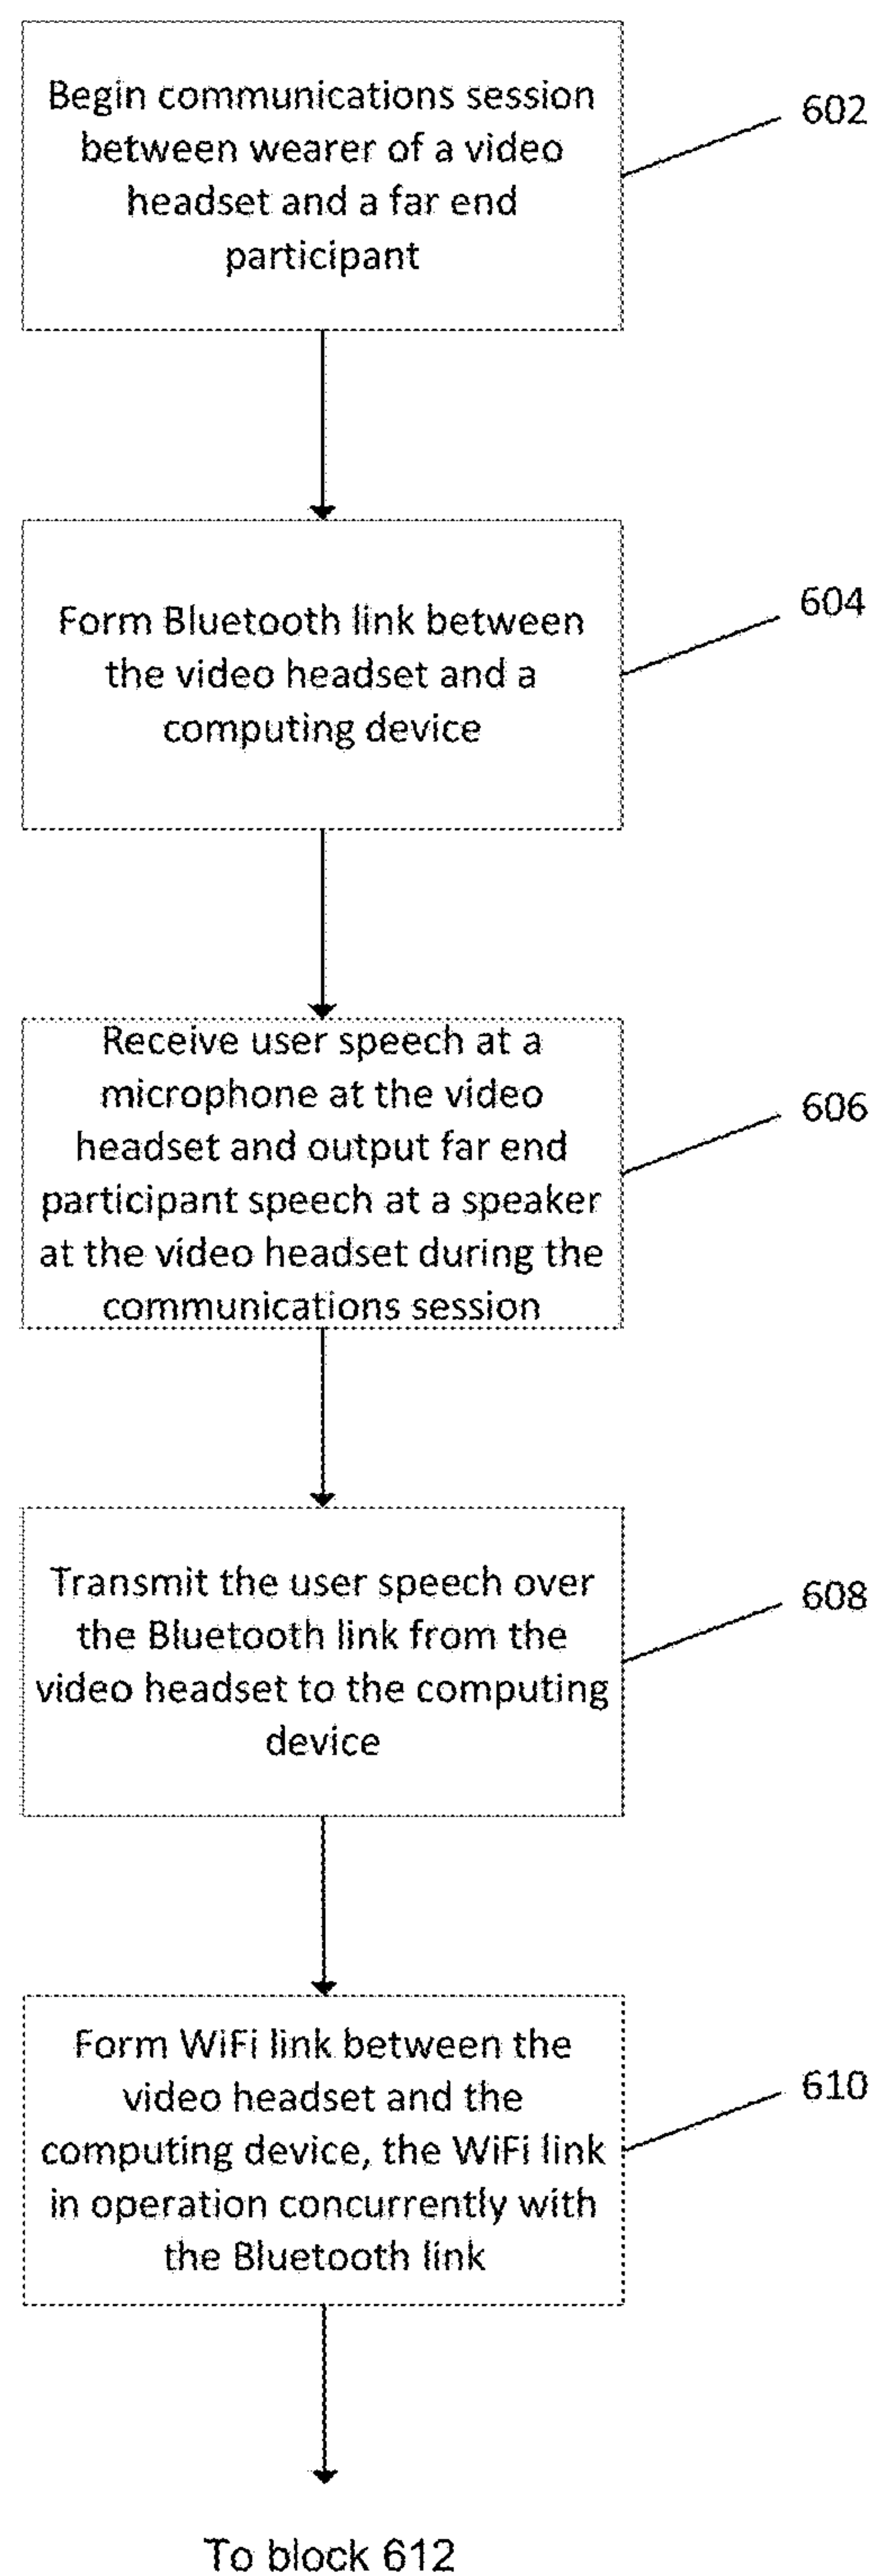 Begin communications session
between wearer of a video
headset and a far end
participant
602
Form Bluetooth link between
the video headset and a
computing device
604
Receive user speech at a
microphone at the video
headset and output far end
participant speech at a speaker
at the video headset during the
communications session
606
Transmit the user speech over
the Bluetooth link from the
video headset to the computing
device
608
Form WiFi link between the
video headset and the
computing device, the WiFi link
in operation concurrently with
the Bluetooth link
610
To block 612